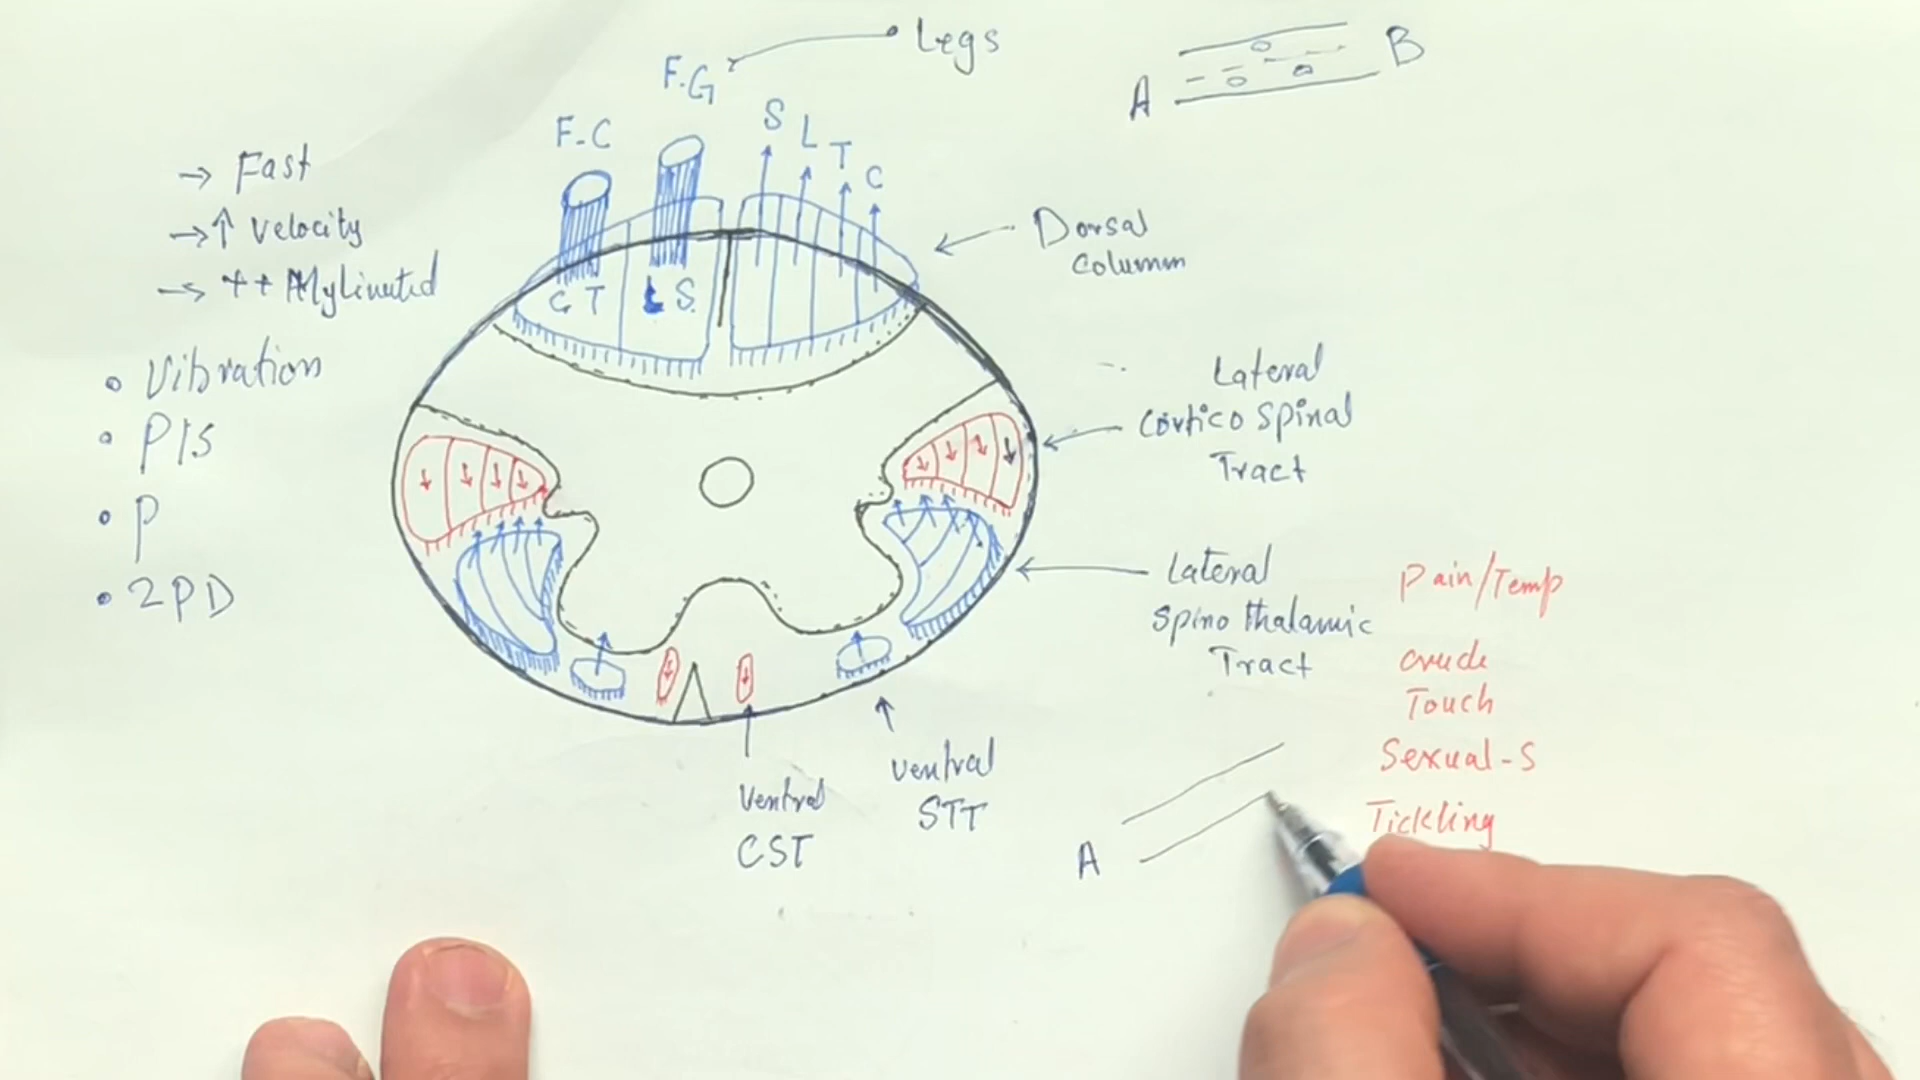 Legs
F.G
A
B
F-C
S
L
T
C
→ Fast
→ ↑ Velocity
→ ++ Mylinuted
Dorsal
Column
C T L S.
• Vibration
• P/S
• P
• 2PD
Lateral
Cortico Spinal
Tract
Lateral
Spino thalamic
Tract
Pain/Temp
Crude
Touch
Sexual-S
Tickling
Ventral
CST
Ventral
STT
A